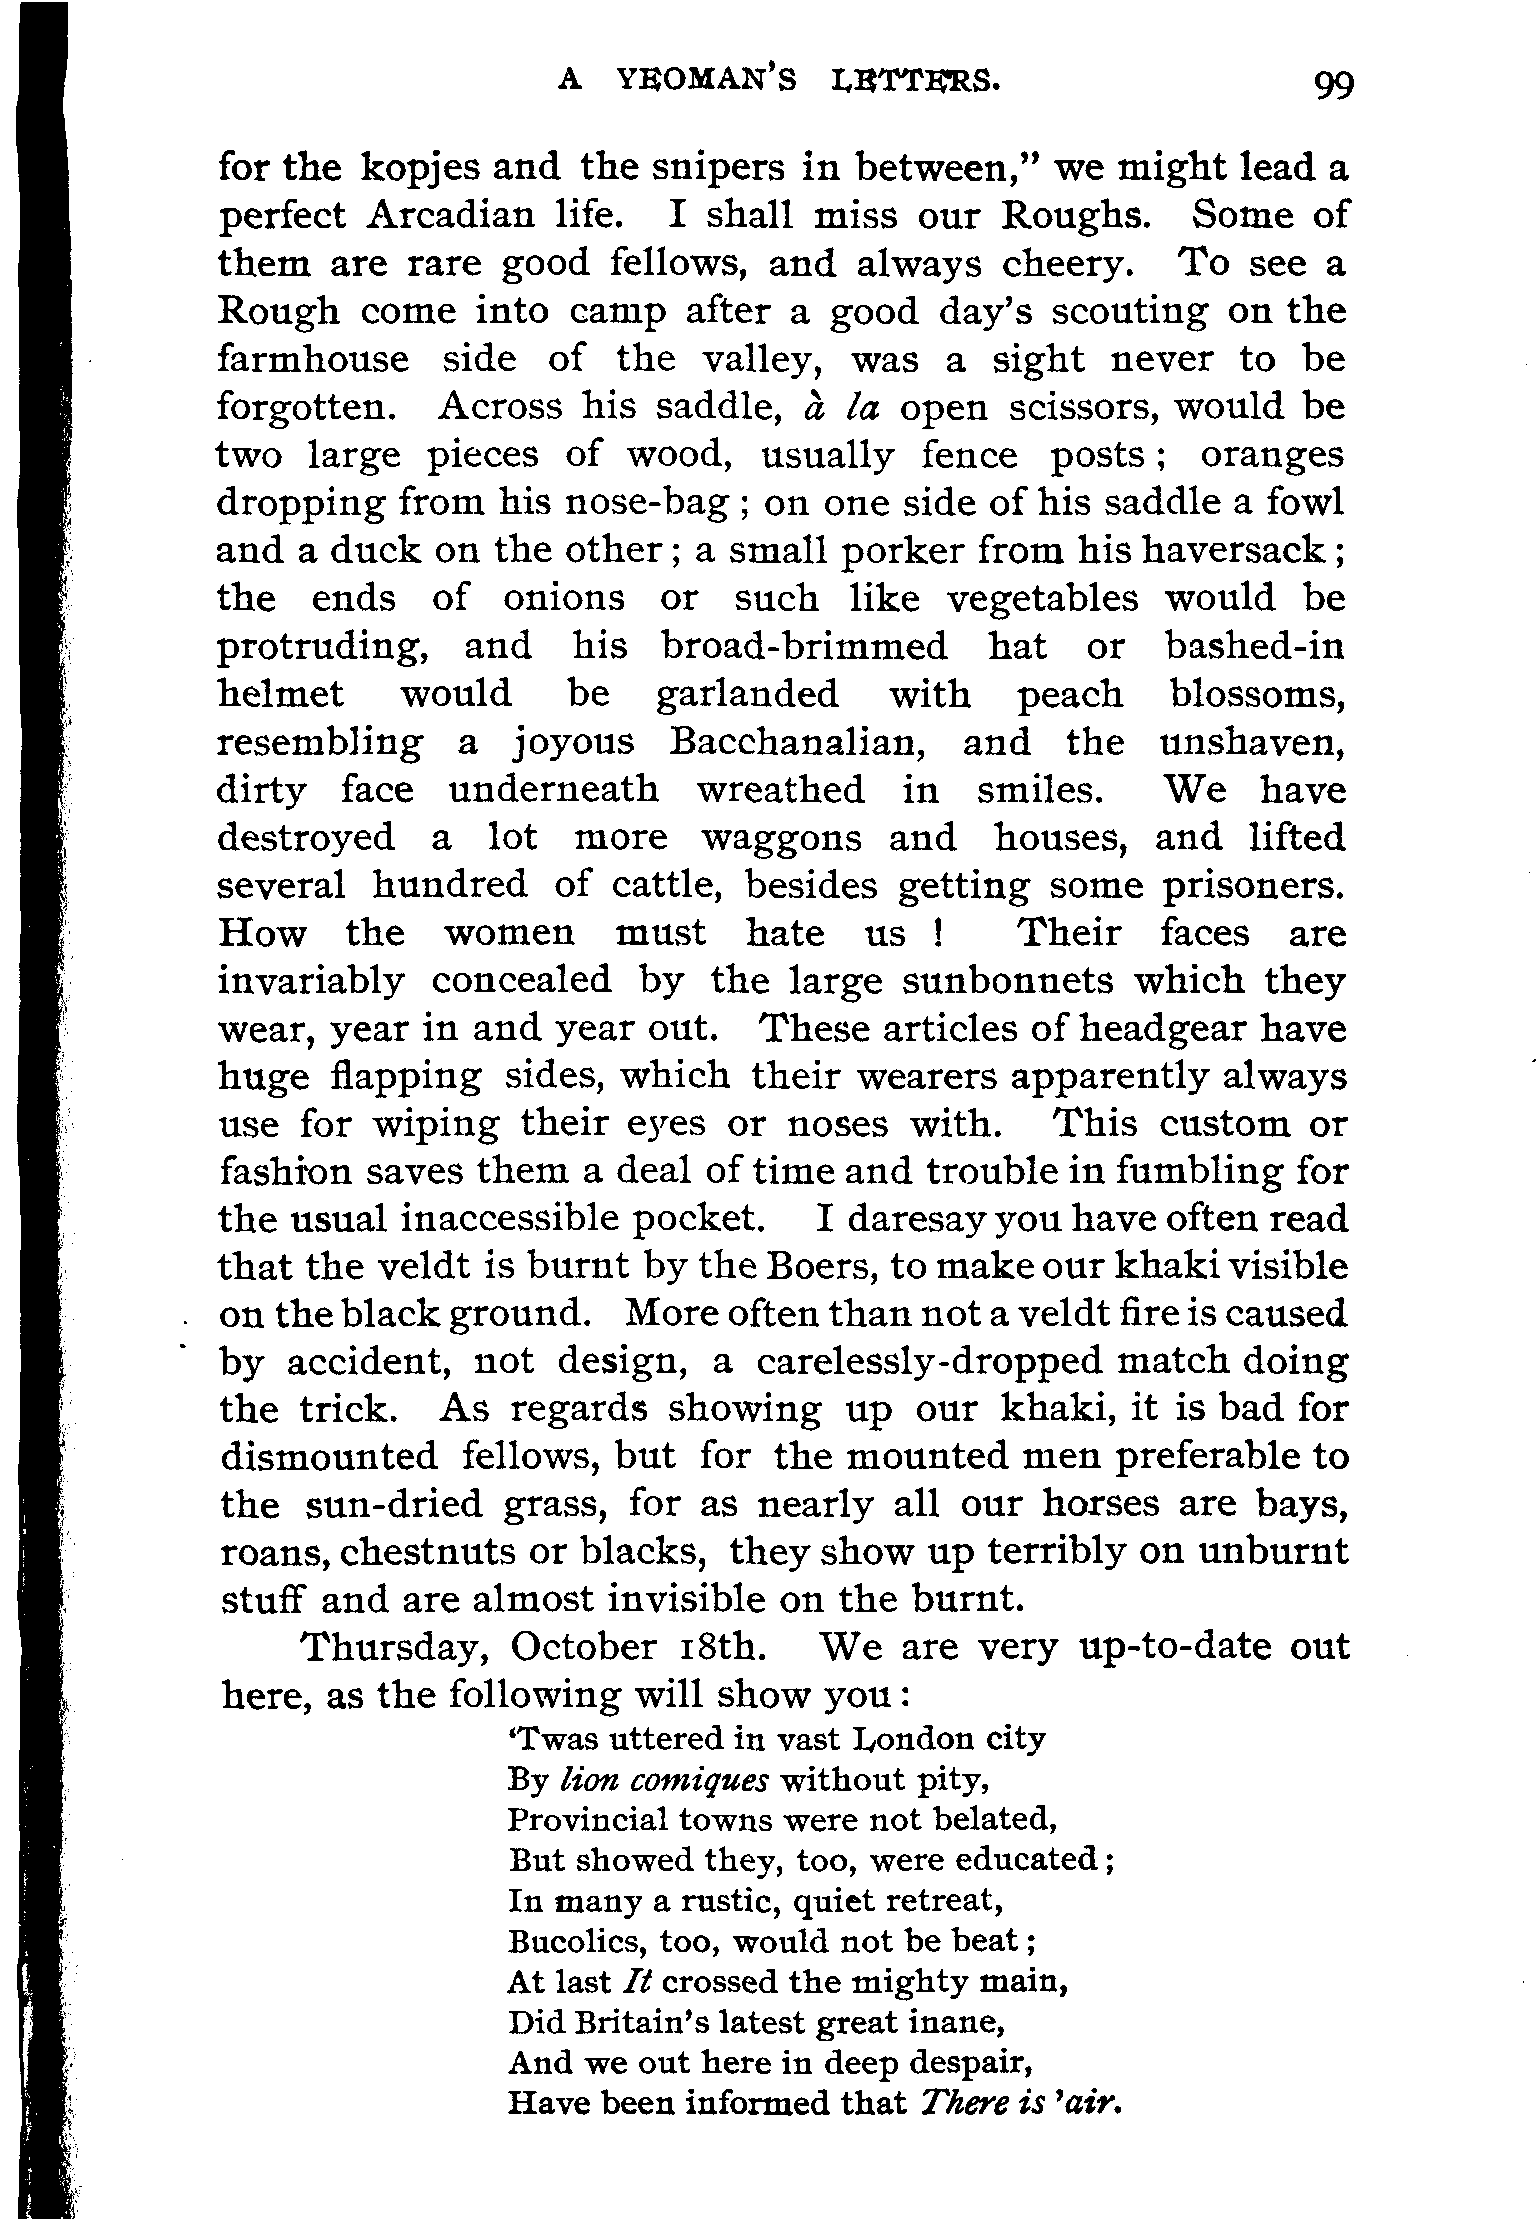 A YEOMAN'S LETTERS. 99
for the kopjes and the snipers in between," we might lead a
perfect Arcadian life. I shall miss our Roughs. Some of
them are rare good fellows, and always cheery. To see a
Rough come into camp after a good day's scouting on the
farmhouse side of the valley, was a sight never to be
forgotten. Across his saddle, à la open scissors, would be
two large pieces of wood, usually fence posts ; oranges
dropping from his nose-bag ; on one side of his saddle a fowl
and a duck on the other ; a small porker from his haversack ;
the ends of onions or such like vegetables would be
protruding, and his broad-brimmed hat or bashed-in
helmet would be garlanded with peach blossoms,
resembling a joyous Bacchanalian, and the unshaven,
dirty face underneath wreathed in smiles. We have
destroyed a lot more waggons and houses, and lifted
several hundred of cattle, besides getting some prisoners.
How the women must hate us ! Their faces are
invariably concealed by the large sunbonnets which they
wear, year in and year out. These articles of headgear have
huge flapping sides, which their wearers apparently always
use for wiping their eyes or noses with. This custom or
fashion saves them a deal of time and trouble in fumbling for
the usual inaccessible pocket. I daresay you have often read
that the veldt is burnt by the Boers, to make our khaki visible
on the black ground. More often than not a veldt fire is caused
by accident, not design, a carelessly-dropped match doing
the trick. As regards showing up our khaki, it is bad for
dismounted fellows, but for the mounted men preferable to
the sun-dried grass, for as nearly all our horses are bays,
roans, chestnuts or blacks, they show up terribly on unburnt
stuff and are almost invisible on the burnt.
Thursday, October 18th. We are very up-to-date out
here, as the following will show you :
'Twas uttered in vast London city
By lion comiques without pity,
Provincial towns were not belated,
But showed they, too, were educated ;
In many a rustic, quiet retreat,
Bucolics, too, would not be beat ;
At last It crossed the mighty main,
Did Britain's latest great inane,
And we out here in deep despair,
Have been informed that There is 'air.